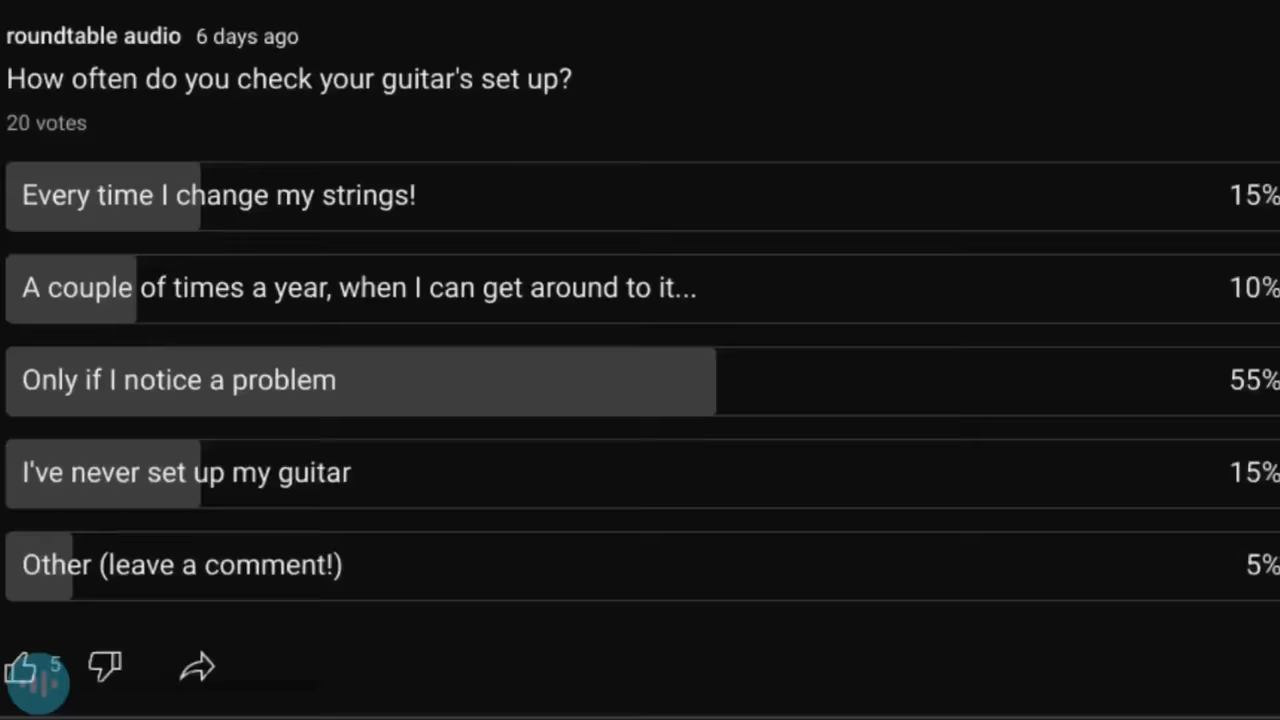 roundtable audio 6 days ago
How often do you check your guitar's set up?
20 votes
Every time I change my strings! 15%
A couple of times a year, when I can get around to it... 10%
Only if I notice a problem 55%
I've never set up my guitar 15%
Other (leave a comment!) 5%
5